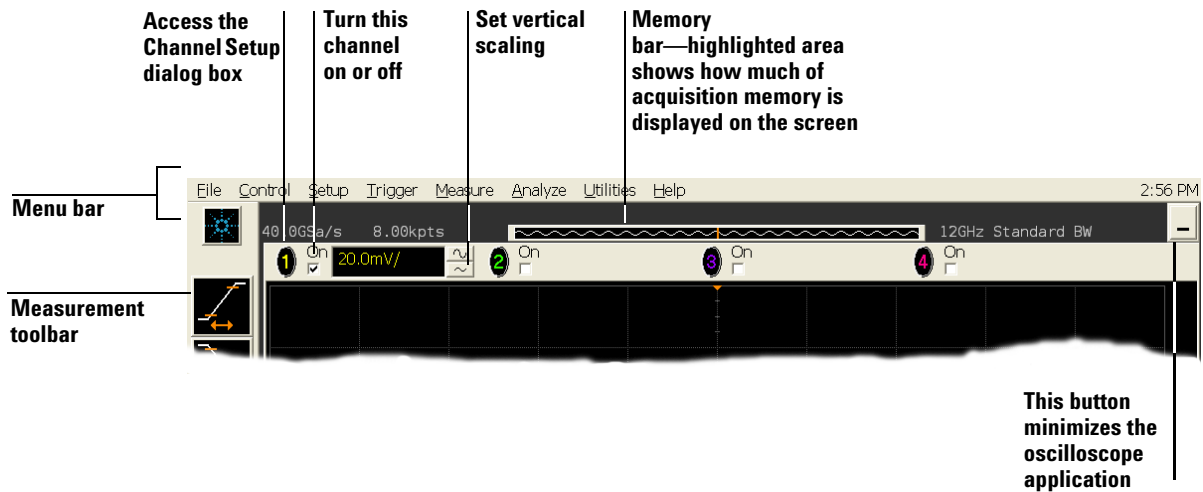 Access the
Channel Setup
dialog box
Turn this
channel
on or off
Set vertical
scaling
Memory
bar—highlighted area
shows how much of
acquisition memory is
displayed on the screen
Menu bar
File Control Setup Trigger Measure Analyze Utilities Help 2:56 PM
40.0GSa/s 8.00kpts 12GHz Standard BW
1 On 20.0mV/ 2 On 3 On 4 On
Measurement
toolbar
This button
minimizes the
oscilloscope
application